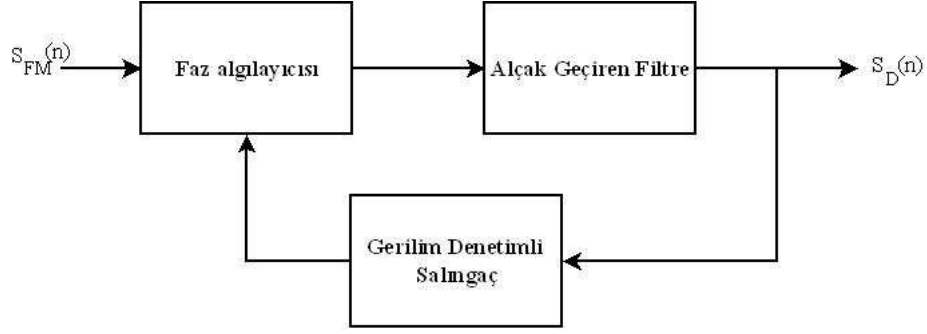 S_FM(n)
Faz algılayıcısı
Alçak Geçiren Filtre
S_D(n)
Gerilim Denetimli
Salıngaç